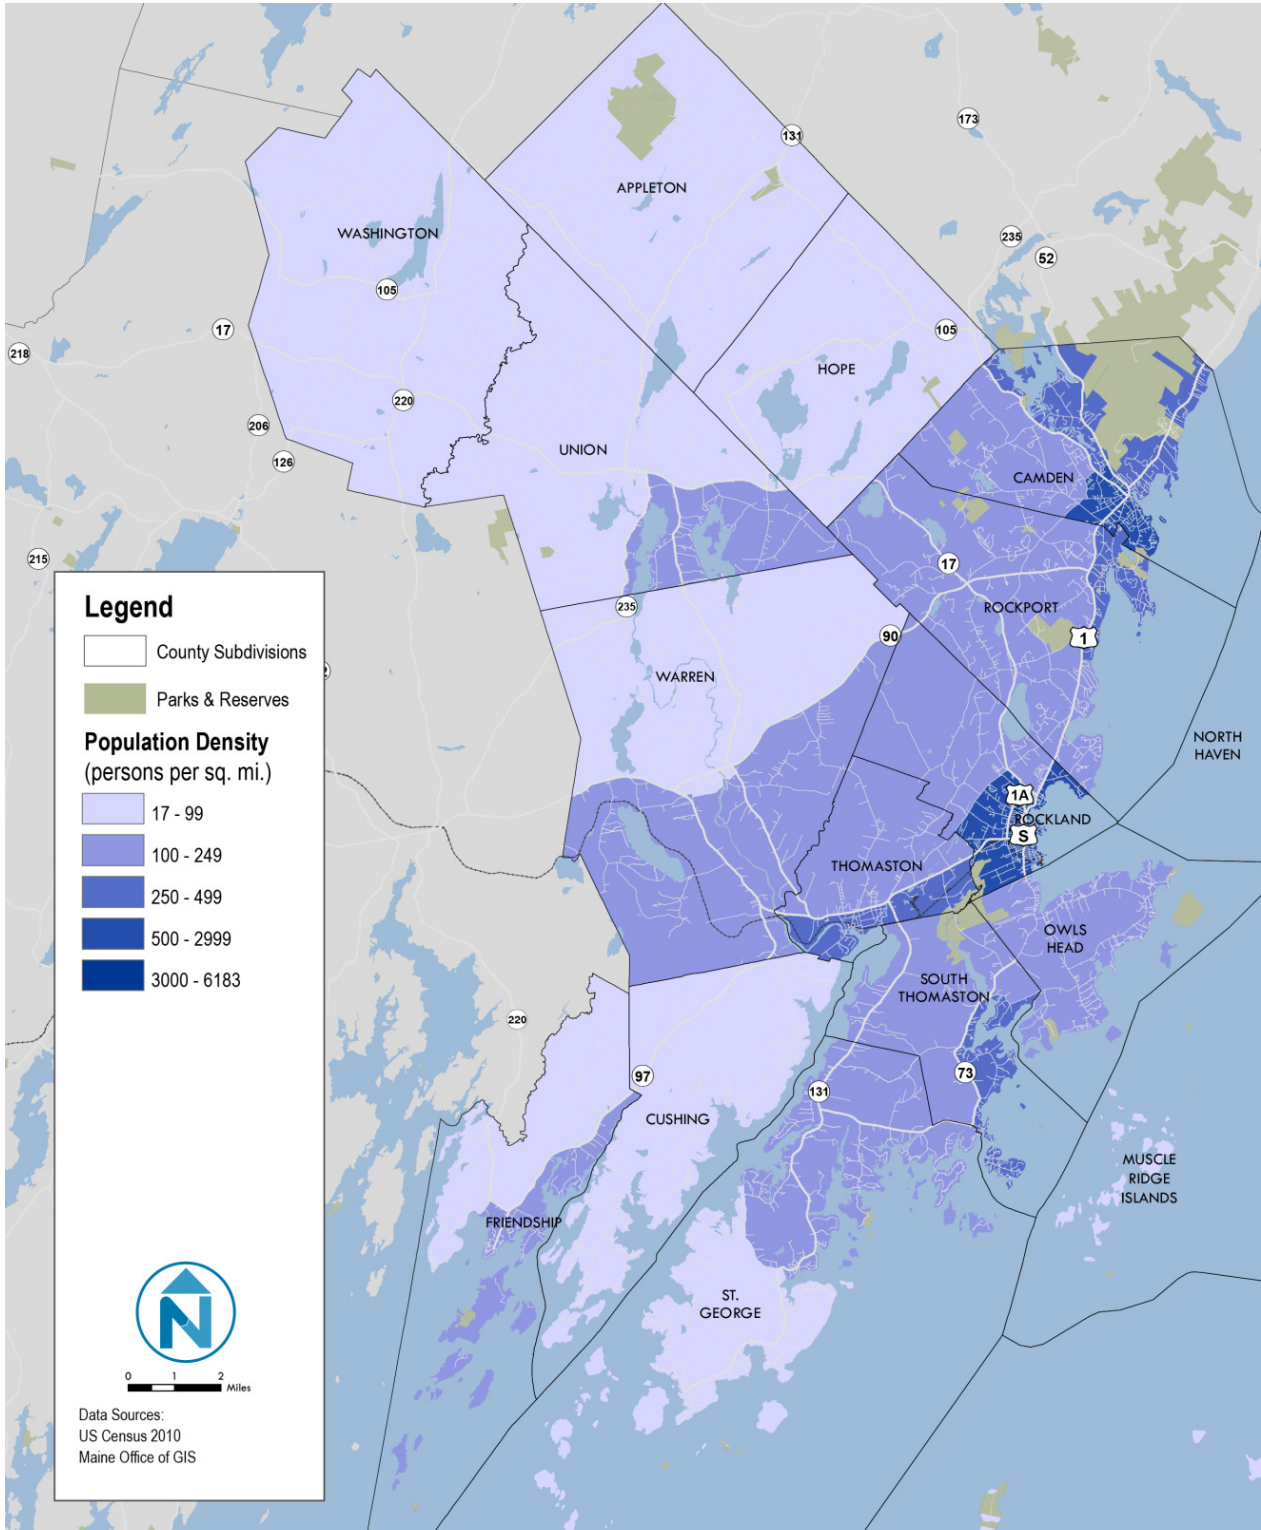 131
173
APPLETON
WASHINGTON
235
52
105
17
105
218
HOPE
220
206
UNION
126
CAMDEN
215
17
235
ROCKPORT
90
1
WARREN
NORTH
HAVEN
1A
ROCKLAND
S
THOMASTON
OWLS
HEAD
SOUTH
THOMASTON
220
97
73
131
CUSHING
MUSCLE
RIDGE
ISLANDS
FRIENDSHIP
ST.
GEORGE
Legend
County Subdivisions
Parks & Reserves
Population Density
(persons per sq. mi.)
17 - 99
100 - 249
250 - 499
500 - 2999
3000 - 6183
N
0 1 2
Miles
Data Sources:
US Census 2010
Maine Office of GIS